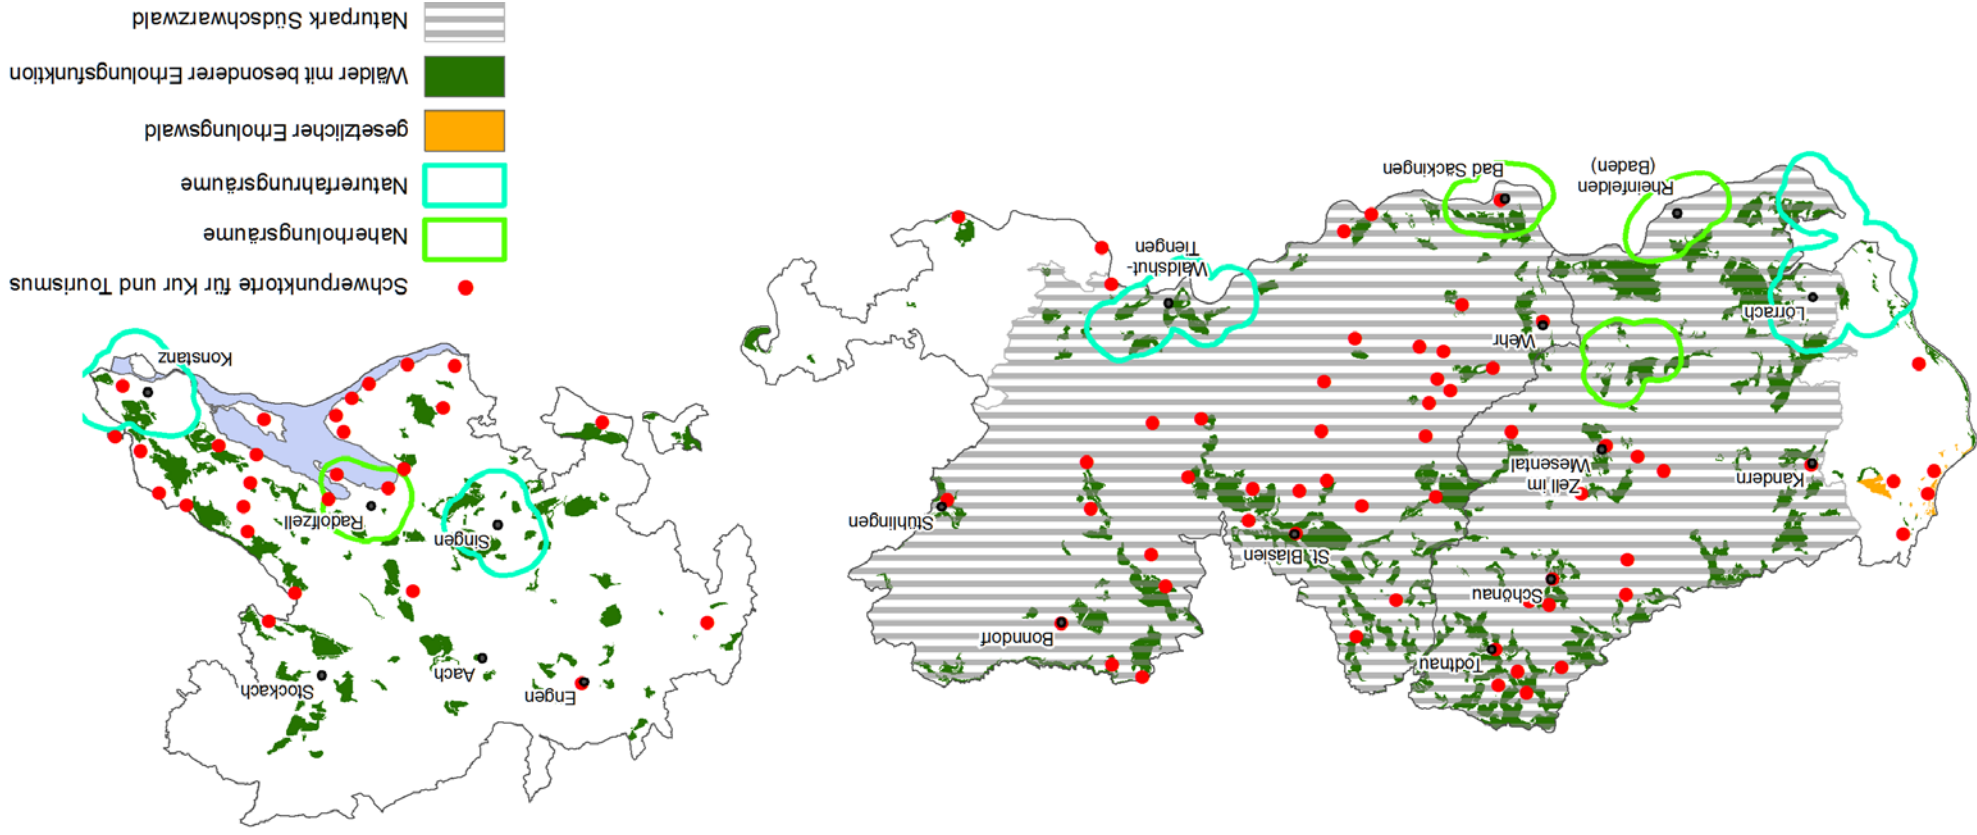 Todtnau
Schönau
Bonndorf
St. Blasien
Stühlingen
Kandern
Zell im
Wiesental
Wehr
Lörrach
Waldshut-
Tiengen
Rheinfelden
(Baden)
Bad Säckingen
Engen
Aach
Stockach
Singen
Radolfzell
Konstanz
Schwerpunktorte für Kur und Tourismus
Naherholungsräume
Naturerfahrungsräume
gesetzlicher Erholungswald
Wälder mit besonderer Erholungsfunktion
Naturpark Südschwarzwald